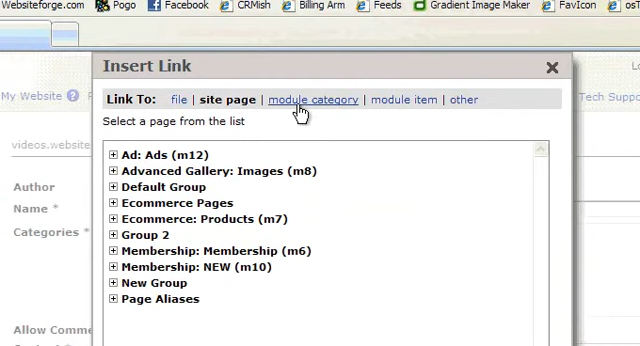 Websiteforge.com Pogo Facebook CRMish Billing Arm Feeds Gradient Image Maker FavIcon osT
Insert Link
Lo
My Website
Link To: file | site page | module category | module item | other
Tech Support
Select a page from the list
videos.website
Ad: Ads (m12)
Advanced Gallery: Images (m8)
Author
Default Group
Name *
Ecommerce Pages
Ecommerce: Products (m7)
Categories *
Group 2
Membership: Membership (m6)
Membership: NEW (m10)
New Group
Page Aliases
Allow Comme